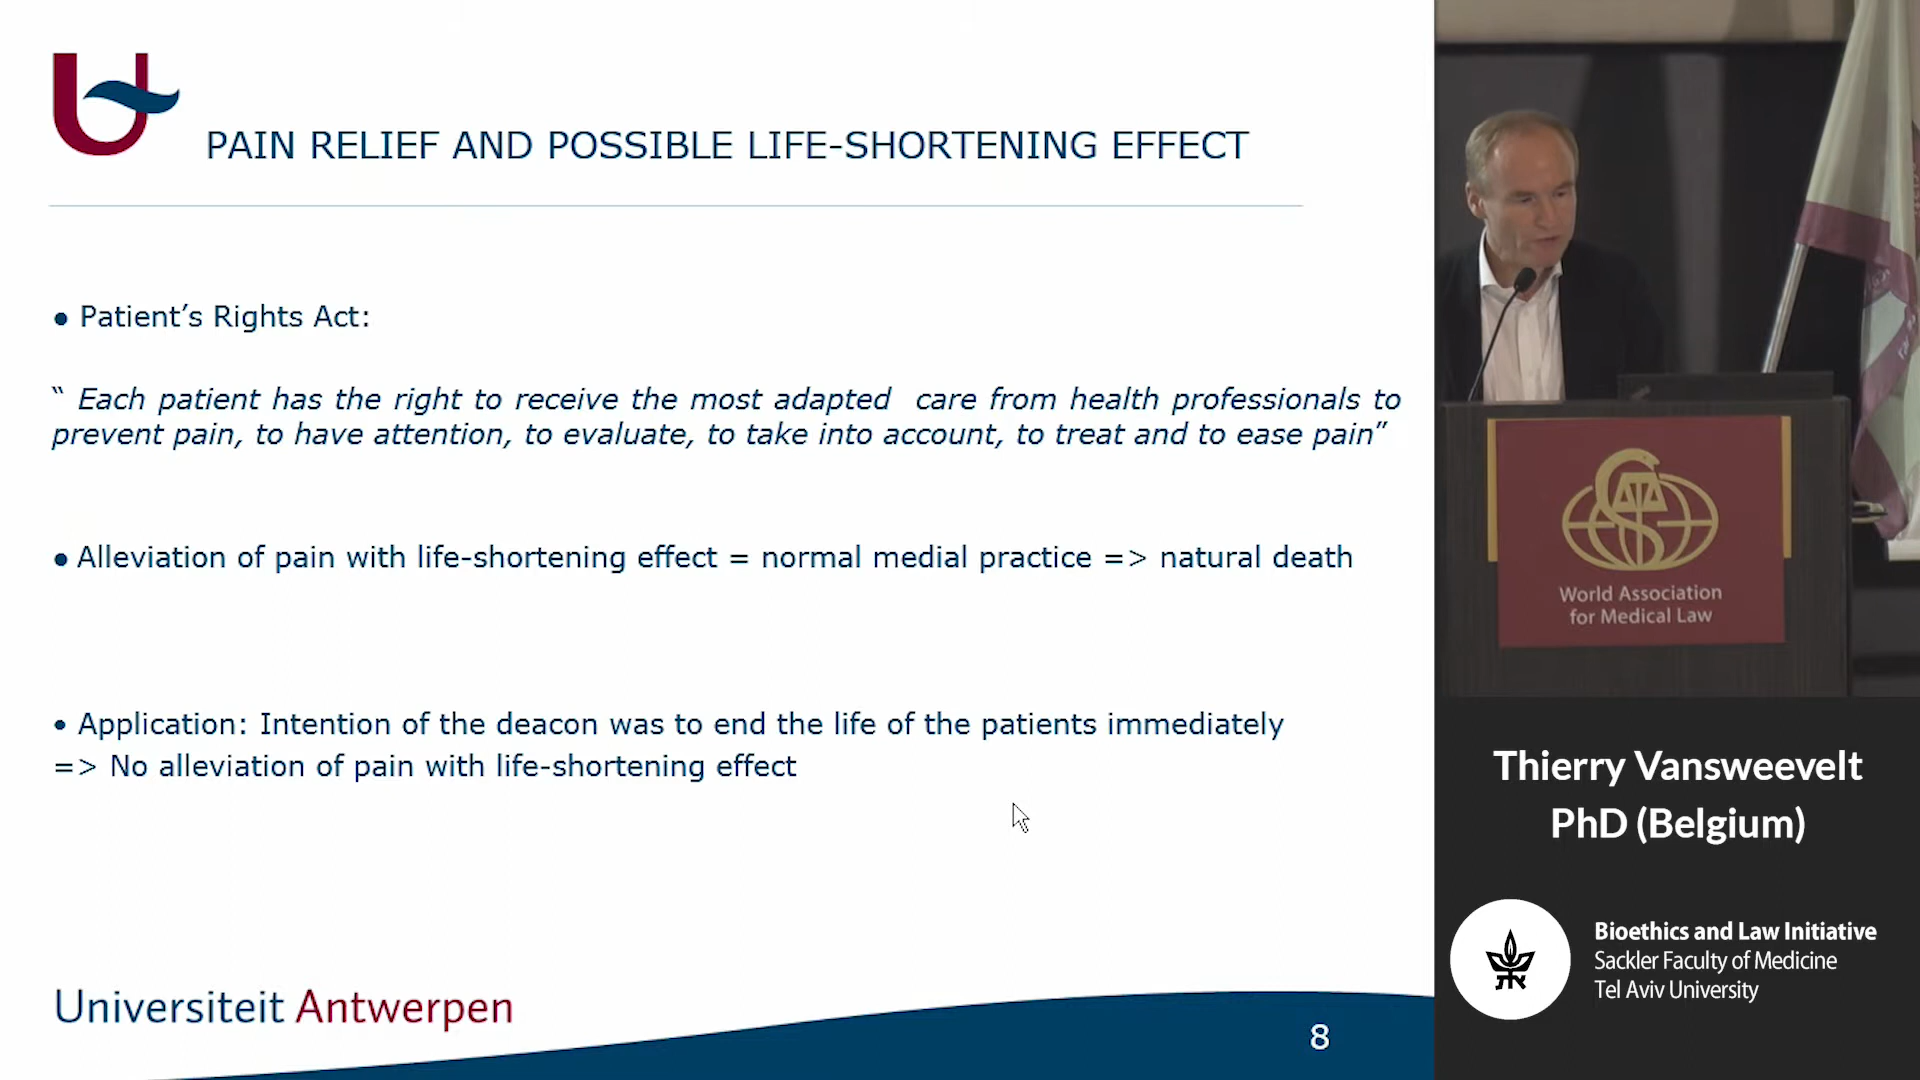 PAIN RELIEF AND POSSIBLE LIFE-SHORTENING EFFECT
• Patient’s Rights Act:
“ Each patient has the right to receive the most adapted care from health professionals to
prevent pain, to have attention, to evaluate, to take into account, to treat and to ease pain”
• Alleviation of pain with life-shortening effect = normal medial practice => natural death
• Application: Intention of the deacon was to end the life of the patients immediately
=> No alleviation of pain with life-shortening effect
Universiteit Antwerpen
8
World Association
for Medical Law
Thierry Vansweevelt
PhD (Belgium)
Bioethics and Law Initiative
Sackler Faculty of Medicine
Tel Aviv University